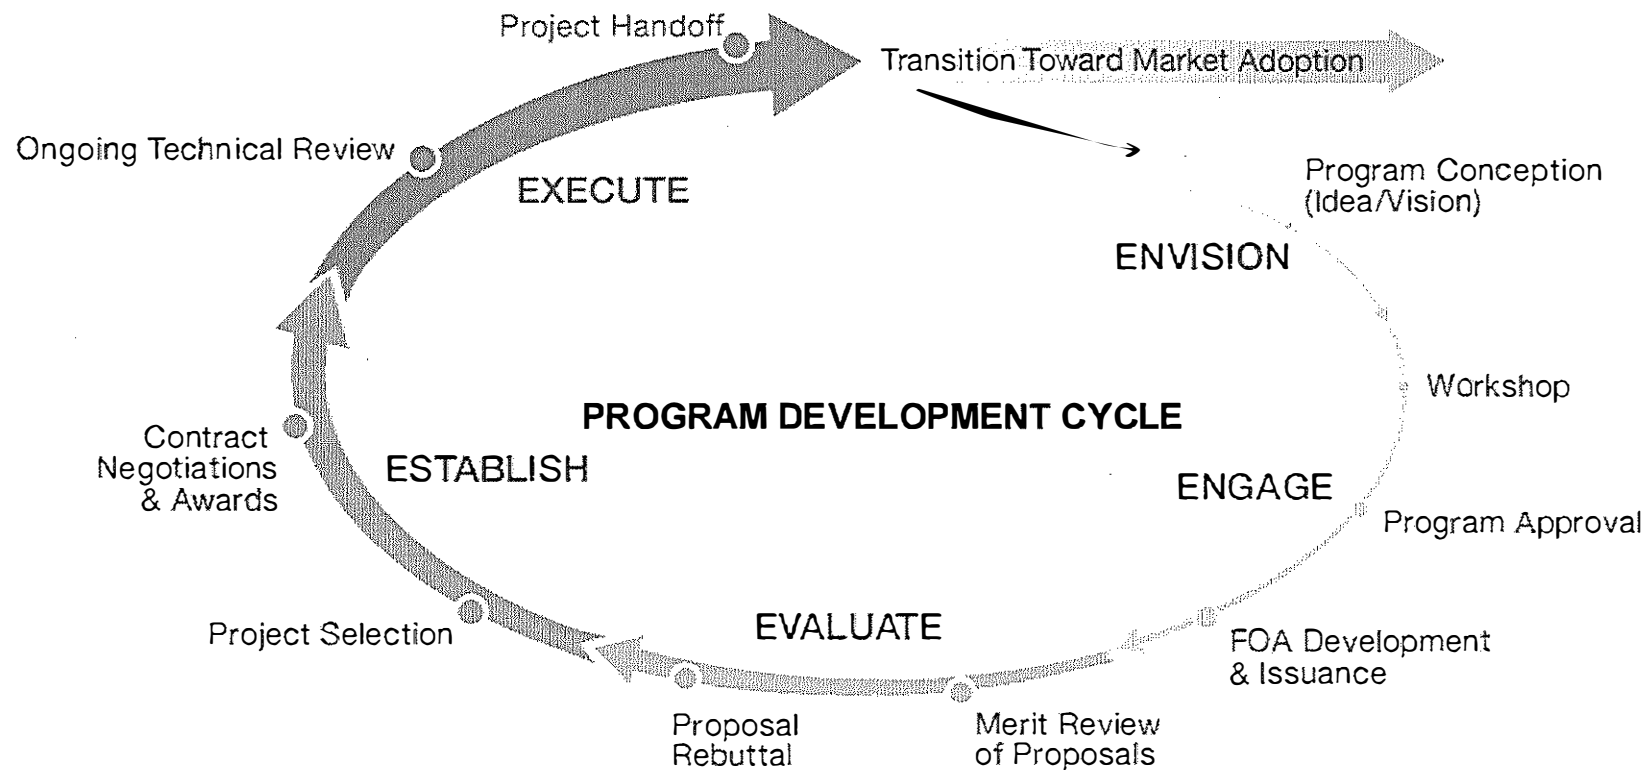 Project Handoff
Transition Toward Market Adoption
Ongoing Technical Review
EXECUTE
Program Conception
(Idea/Vision)
ENVISION
Workshop
PROGRAM DEVELOPMENT CYCLE
Contract
Negotiations
& Awards
ESTABLISH
ENGAGE
Program Approval
Project Selection
EVALUATE
FOA Development
& Issuance
Proposal
Rebuttal
Merit Review
of Proposals